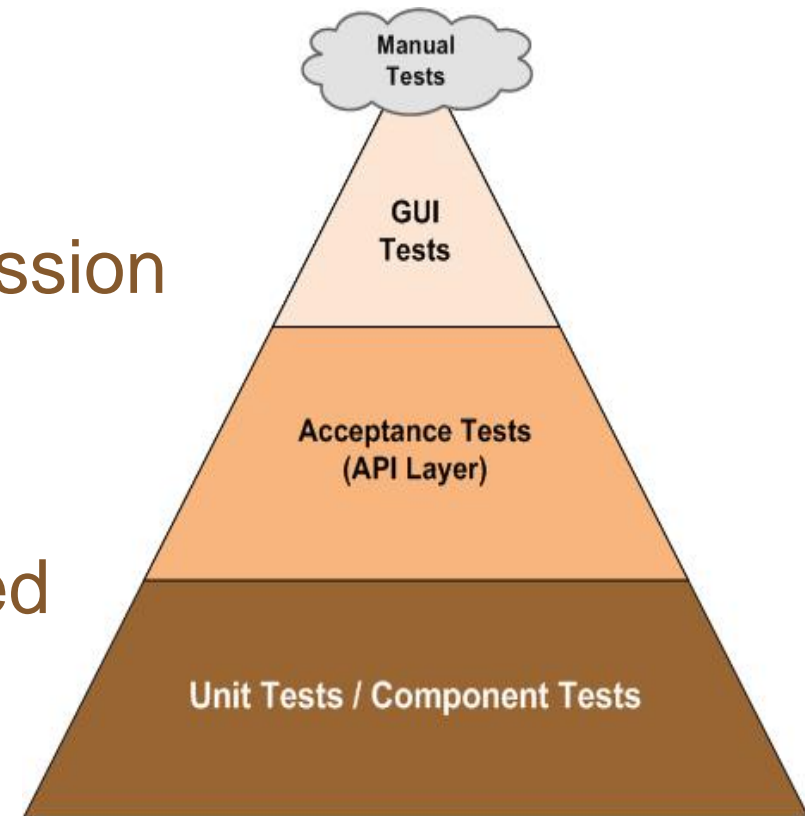 Manual
Tests
GUI
Tests
ssion
Acceptance Tests
(API Layer)
ed
Unit Tests / Component Tests